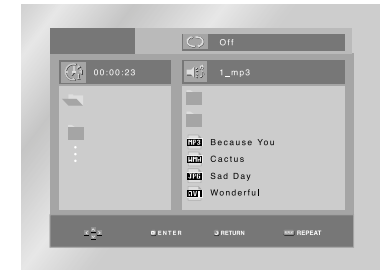 Off
00:00:23
1_mp3
MP3 Because You
WMA Cactus
JPG Sad Day
AVI Wonderful
ENTER RETURN REPEAT